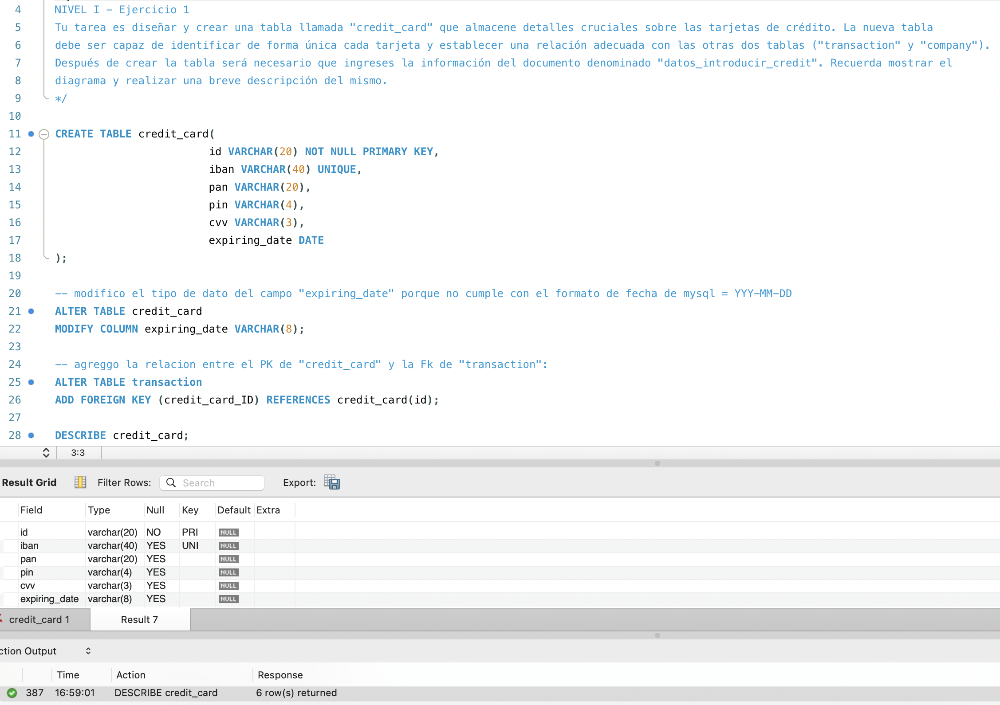 4 NIVEL I - Ejercicio 1
5 Tu tarea es diseñar y crear una tabla llamada "credit_card" que almacene detalles cruciales sobre las tarjetas de crédito. La nueva tabla
6 debe ser capaz de identificar de forma única cada tarjeta y establecer una relación adecuada con las otras dos tablas ("transaction" y "company").
7 Después de crear la tabla será necesario que ingreses la información del documento denominado "datos_introducir_credit". Recuerda mostrar el
8 diagrama y realizar una breve descripción del mismo.
9 */
10
11 CREATE TABLE credit_card(
12 id VARCHAR(20) NOT NULL PRIMARY KEY,
13 iban VARCHAR(40) UNIQUE,
14 pan VARCHAR(20),
15 pin VARCHAR(4),
16 cvv VARCHAR(3),
17 expiring_date DATE
18 );
19
20 -- modifico el tipo de dato del campo "expiring_date" porque no cumple con el formato de fecha de mysql = YYY-MM-DD
21 ALTER TABLE credit_card
22 MODIFY COLUMN expiring_date VARCHAR(8);
23
24 -- agreggo la relacion entre el PK de "credit_card" y la Fk de "transaction":
25 ALTER TABLE transaction
26 ADD FOREIGN KEY (credit_card_ID) REFERENCES credit_card(id);
27
28 DESCRIBE credit_card;
3:3
Result Grid Filter Rows: Search Export:
Field Type Null Key Default Extra
id varchar(20) NO PRI NULL
iban varchar(40) YES UNI NULL
pan varchar(20) YES NULL
pin varchar(4) YES NULL
cvv varchar(3) YES NULL
expiring_date varchar(8) YES NULL
credit_card 1 Result 7
ction Output
Time Action Response
387 16:59:01 DESCRIBE credit_card 6 row(s) returned